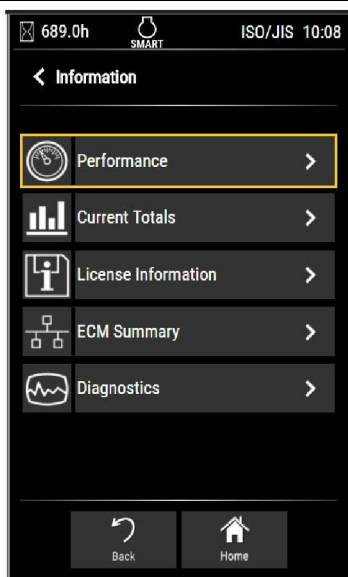 689.0h SMART ISO/JIS 10:08
Information
Performance
Current Totals
License Information
ECM Summary
Diagnostics
Back Home